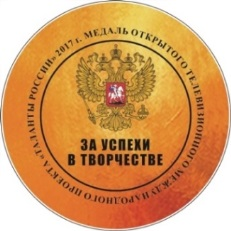 МЕДАЛЬ ОТКРЫТОГО ТЕЛЕВИЗИОННОГО МЕЖДУНАРОДНОГО ПРОЕКТА «ТАЛАНТЫ РОССИИ» 2017 г.
ЗА УСПЕХИ
В ТВОРЧЕСТВЕ